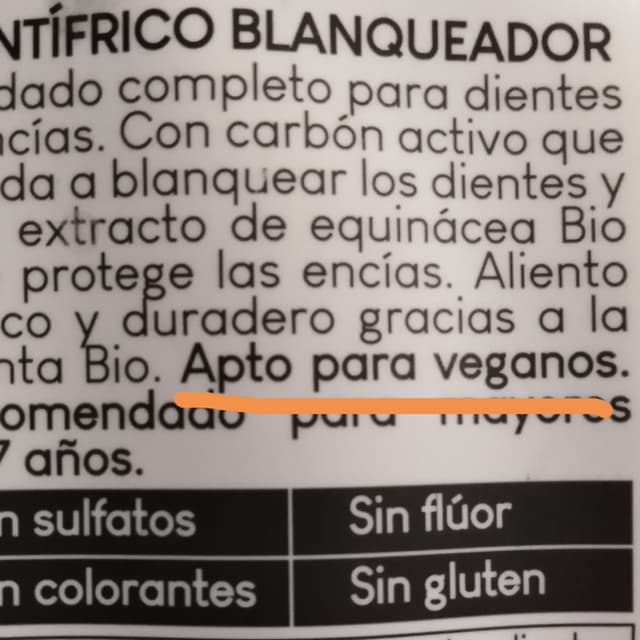 NTÍFRICO BLANQUEADOR
dado completo para dientes
ncías. Con carbón activo que
da a blanquear los dientes y
extracto de equinácea Bio
protege las encías. Aliento
co y duradero gracias a la
nta Bio. Apto para veganos.
omendado para mayores
7 años.
n sulfatos Sin flúor
n colorantes Sin gluten